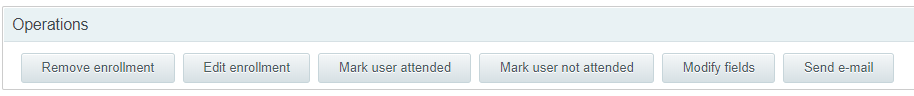 Operations
Remove enrollment Edit enrollment Mark user attended Mark user not attended Modify fields Send e-mail